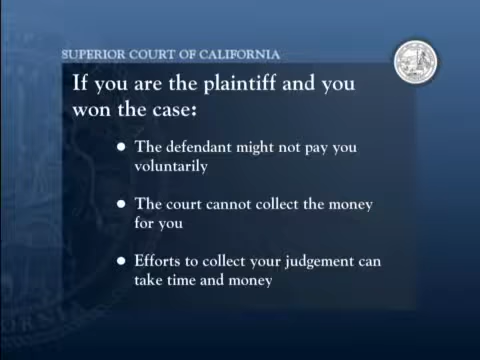 SUPERIOR COURT OF CALIFORNIA
If you are the plaintiff and you
won the case:
• The defendant might not pay you
voluntarily
• The court cannot collect the money
for you
• Efforts to collect your judgement can
take time and money